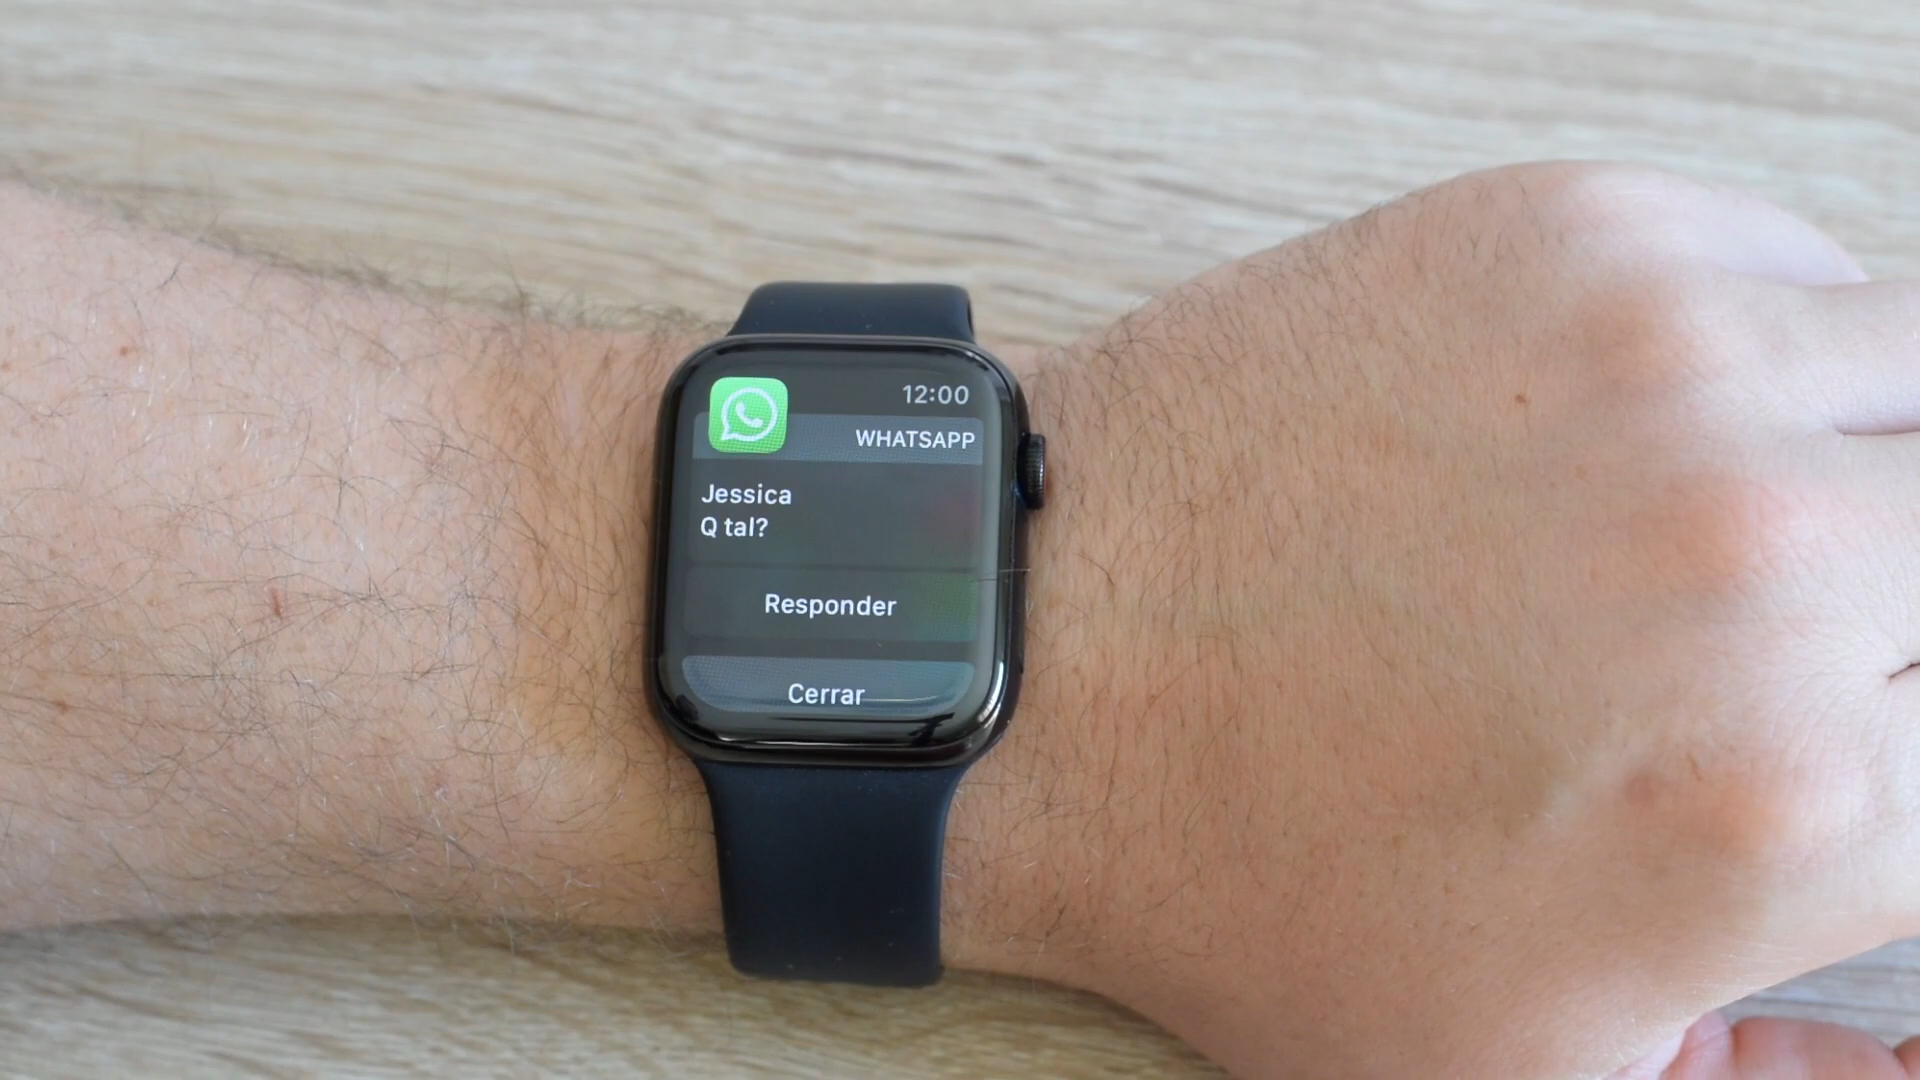 12:00
WHATSAPP
Jessica
Q tal?
Responder
Cerrar